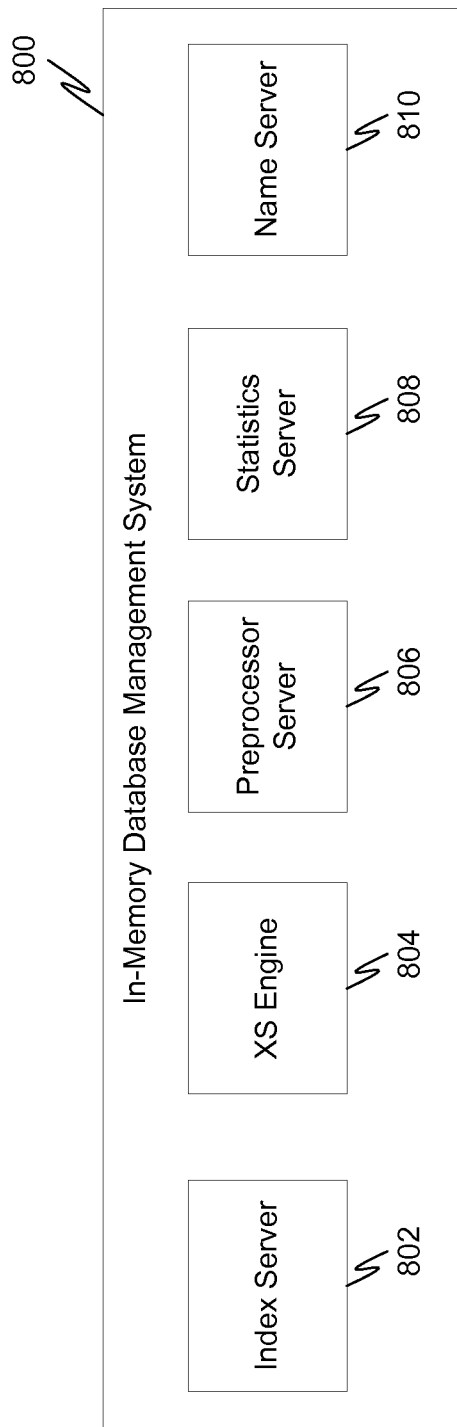 800
In-Memory Database Management System
Index Server
XS Engine
Preprocessor
Server
Statistics
Server
Name Server
802
804
806
808
810